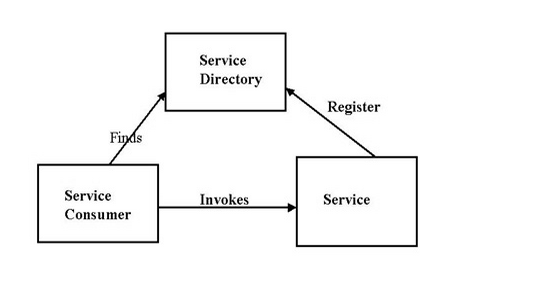 Service
Directory
Register
Finds
Service
Consumer
Invokes
Service